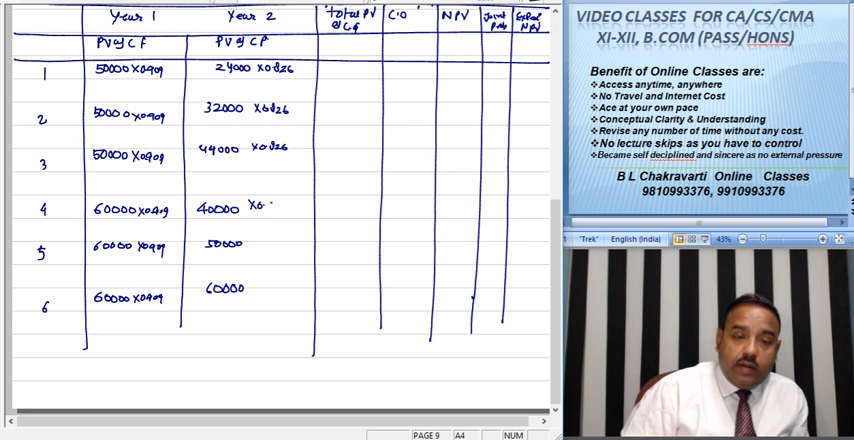 Year 1 Year 2 Total PV of CF C.O NPV Joint Prob Expected NPV
PV of CF PV of CF
1 50000 x 0.909 24000 x 0.826
2 50000 x 0.909 32000 x 0.826
3 50000 x 0.909 44000 x 0.826
4 60000 x 0.909 40000 x 0.
5 60000 x 0.909 50000
6 60000 x 0.909 60000
PAGE 9 A4 NUM
VIDEO CLASSES FOR CA/CS/CMA
XI-XII, B.COM (PASS/HONS)
Benefit of Online Classes are:
❖Access anytime, anywhere
❖No Travel and Internet Cost
❖Ace at your own pace
❖Conceptual Clarity & Understanding
❖Revise any number of time without any cost.
❖No lecture skips as you have to control
❖Became self deciplined and sincere as no external pressure
B L Chakravarti Online Classes
9810993376, 9910993376
1 "Trek" English (India) 43%